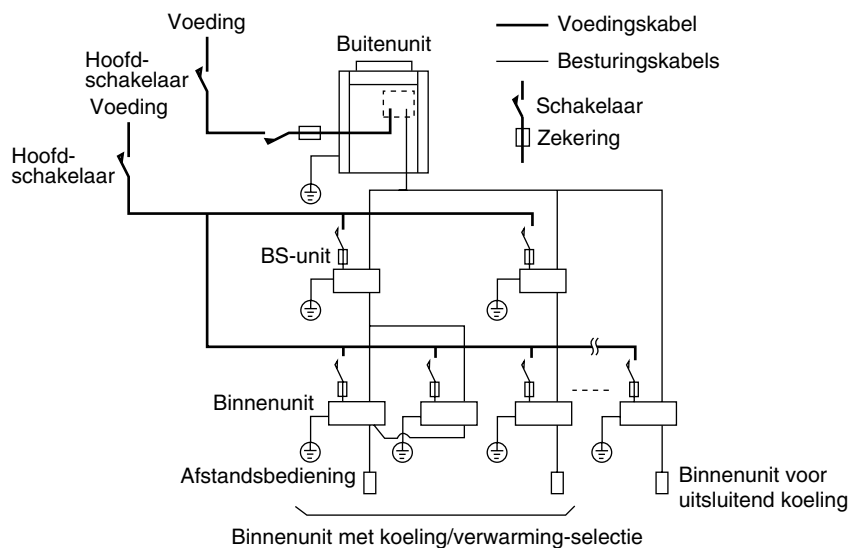 Voeding
Hoofd-
schakelaar
Buitenunit
Voedingskabel
Besturingskabels
Schakelaar
Zekering
Voeding
Hoofd-
schakelaar
BS-unit
Binnenunit
Afstandsbediening
Binnenunit voor
uitsluitend koeling
Binnenunit met koeling/verwarming-selectie